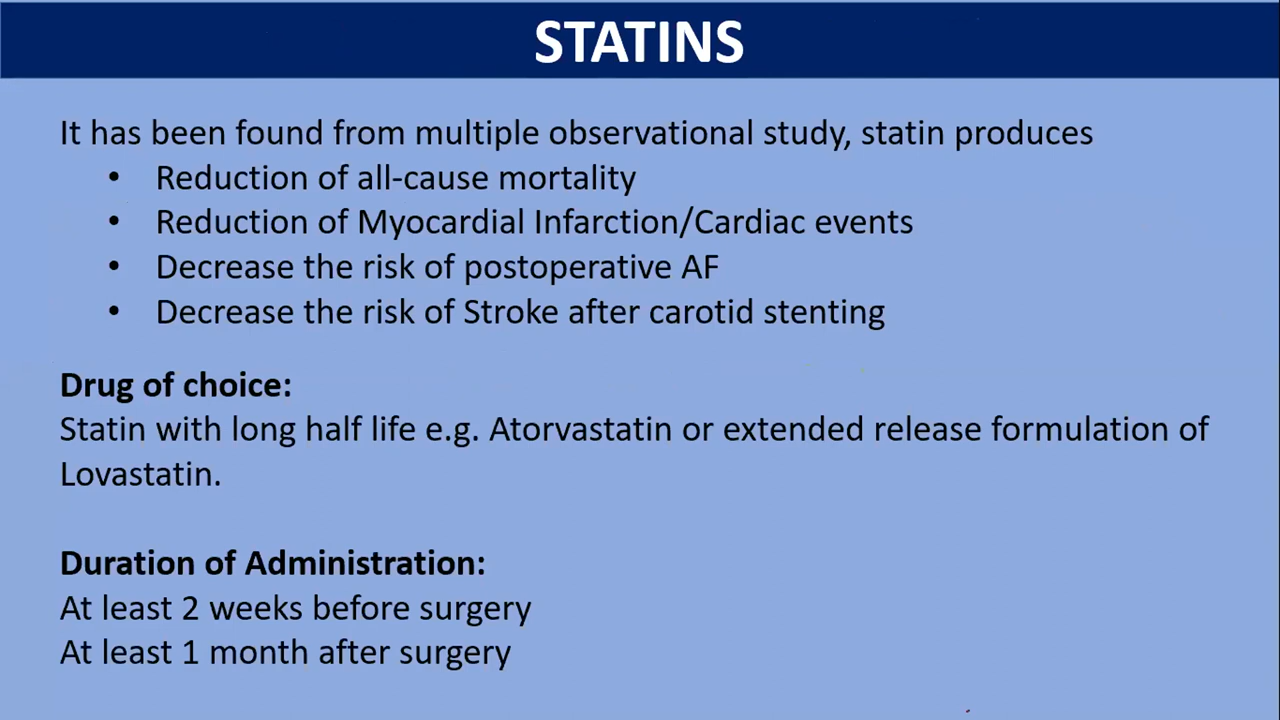 STATINS
It has been found from multiple observational study, statin produces
• Reduction of all-cause mortality
• Reduction of Myocardial Infarction/Cardiac events
• Decrease the risk of postoperative AF
• Decrease the risk of Stroke after carotid stenting
Drug of choice:
Statin with long half life e.g. Atorvastatin or extended release formulation of
Lovastatin.
Duration of Administration:
At least 2 weeks before surgery
At least 1 month after surgery